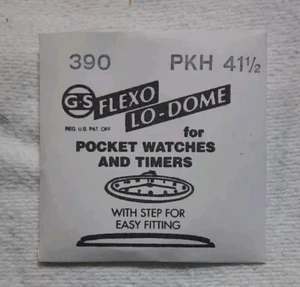 390 PKH 41½
G-S FLEXO
LO-DOME
REG. U.S. PAT. OFF.
for
POCKET WATCHES
AND TIMERS
WITH STEP FOR
EASY FITTING